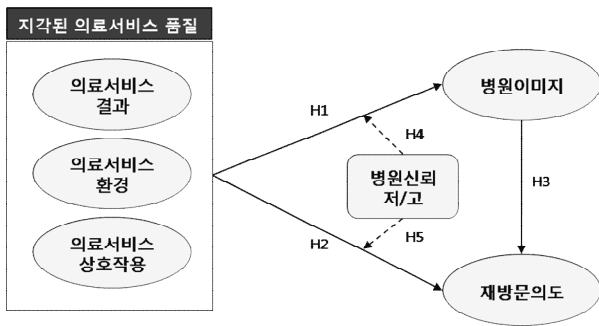 지각된 의료서비스 품질
의료서비스
결과
의료서비스
환경
의료서비스
상호작용
H1
H2
H4
병원신뢰
저/고
H5
병원이미지
H3
재방문의도